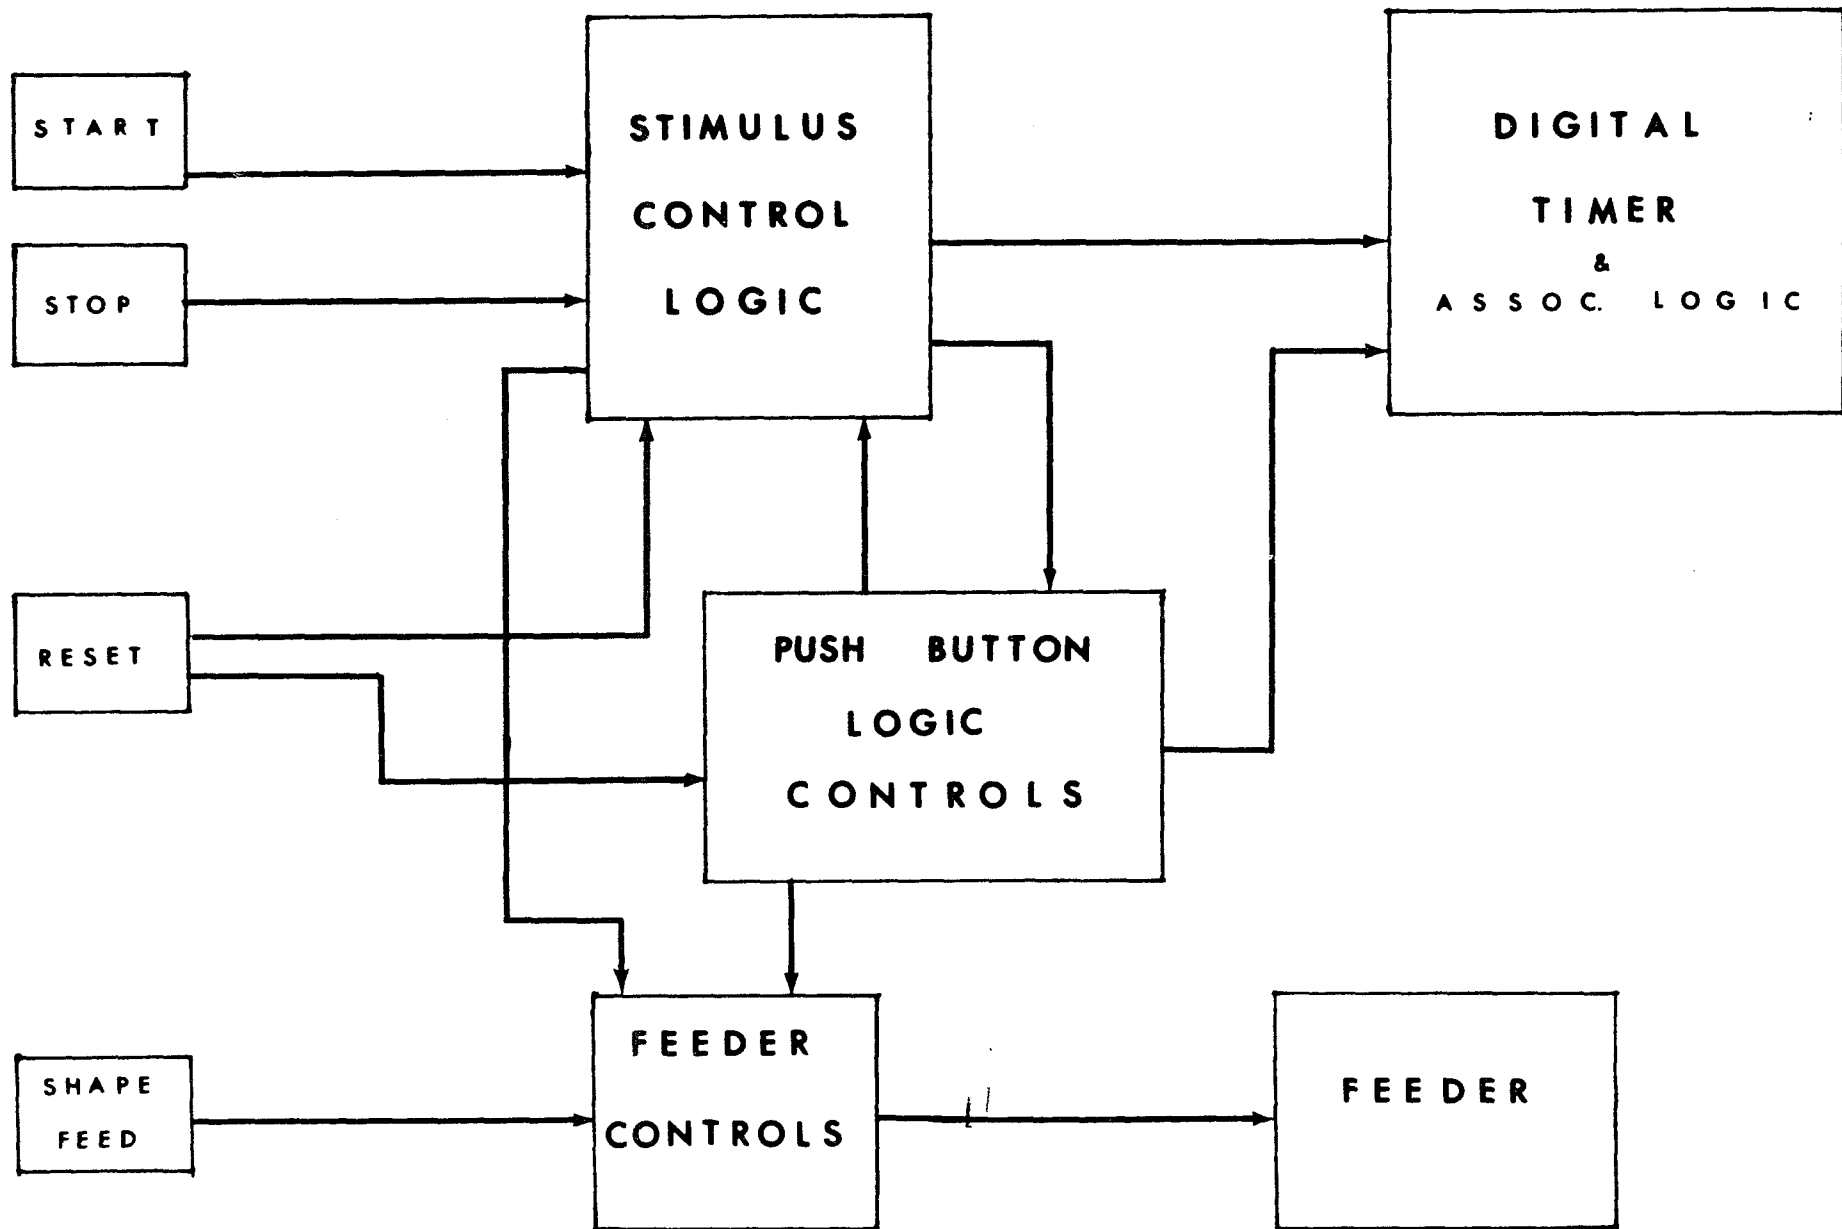 START
STOP
RESET
SHAPE
FEED
STIMULUS
CONTROL
LOGIC
DIGITAL
TIMER
&
ASSOC. LOGIC
PUSH BUTTON
LOGIC
CONTROLS
FEEDER
CONTROLS
FEEDER